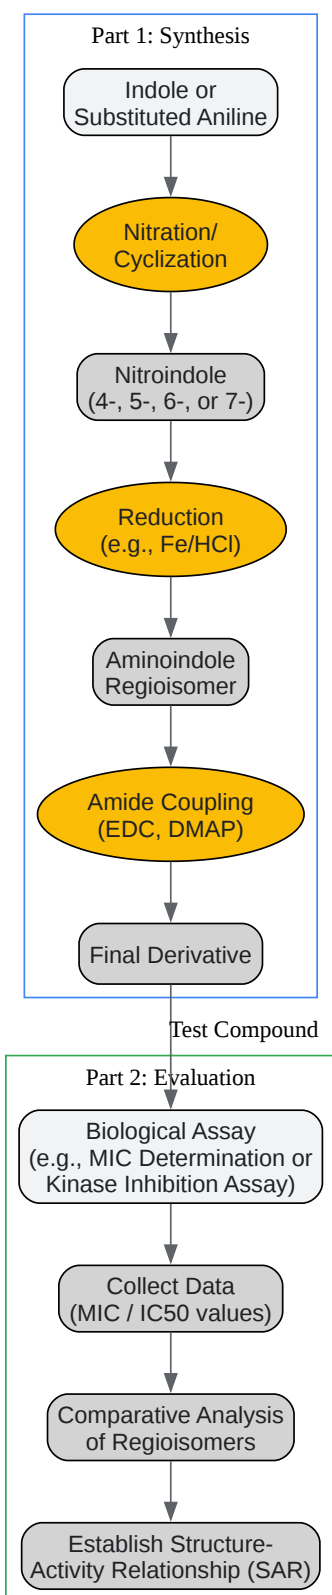 Part 1: Synthesis
Indole or
Substituted Aniline
Nitration/
Cyclization
Nitroindole
(4-, 5-, 6-, or 7-)
Reduction
(e.g., Fe/HCl)
Aminoindole
Regioisomer
Amide Coupling
(EDC, DMAP)
Final Derivative
Test Compound
Part 2: Evaluation
Biological Assay
(e.g., MIC Determination or
Kinase Inhibition Assay)
Collect Data
(MIC / IC50 values)
Comparative Analysis
of Regioisomers
Establish Structure-
Activity Relationship (SAR)